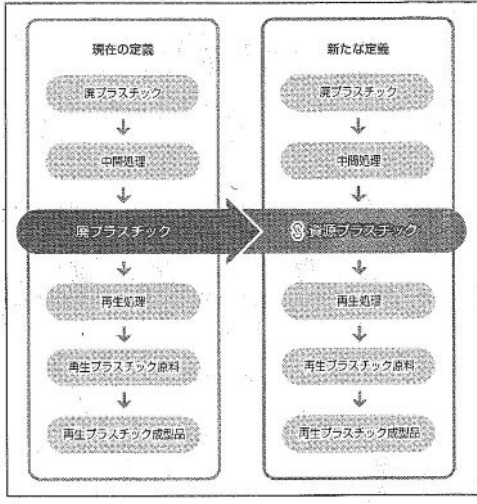 現在の定義
廃プラスチック
中間処理
廃プラスチック
再生処理
再生プラスチック原料
再生プラスチック成型品
新たな定義
廃プラスチック
中間処理
資源プラスチック
再生処理
再生プラスチック原料
再生プラスチック成型品